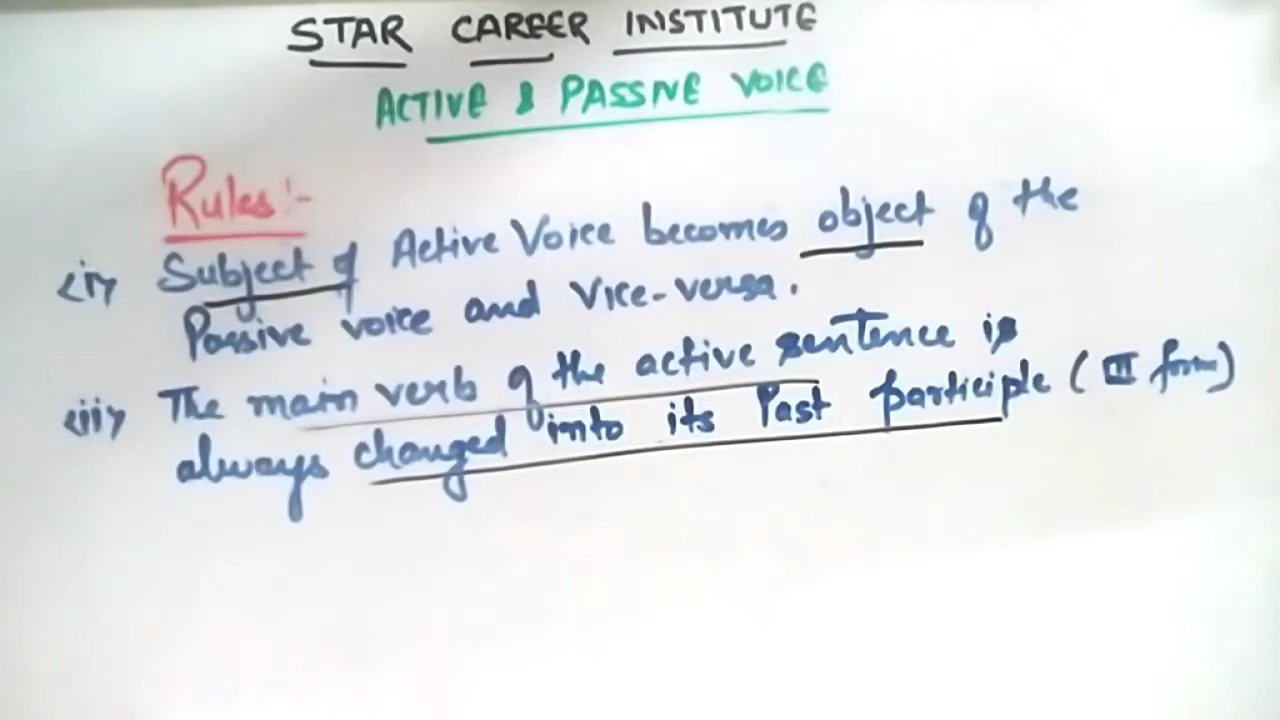 STAR CAREER INSTITUTE
ACTIVE & PASSIVE VOICE
Rules:-
<i> Subject of Active Voice becomes object of the
Passive voice and Vice-versa.
<ii> The main verb of the active sentence is
always changed into its Past participle (III form)